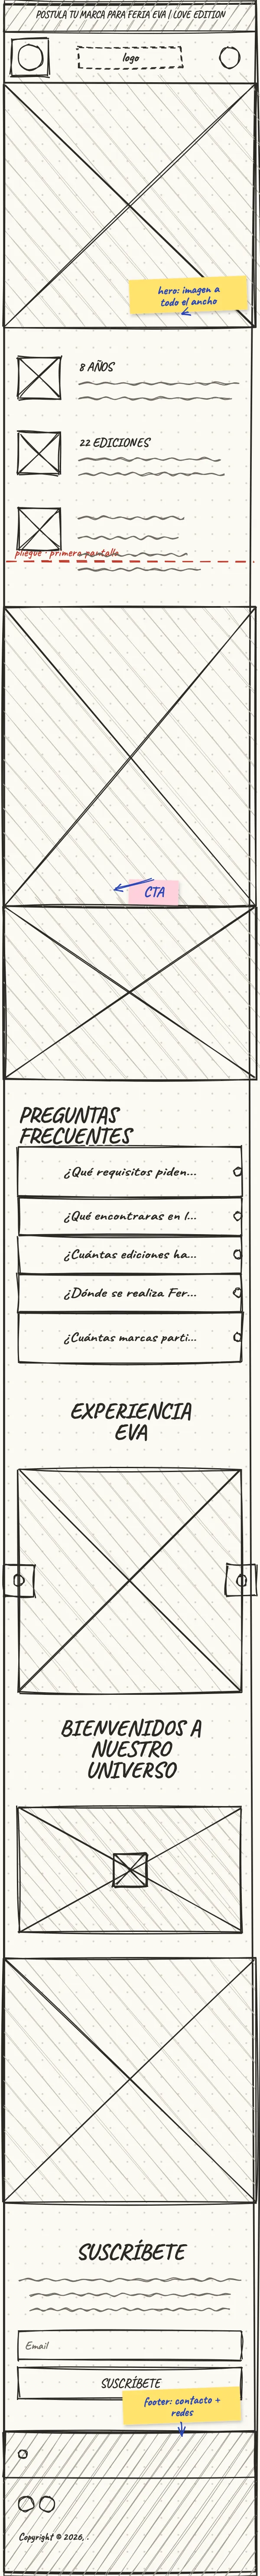 POSTULA TU MARCA PARA FERIA EVA | LOVE EDITION
logo
hero: imagen a
todo el ancho
8 AÑOS
22 EDICIONES
pliegue · primera pantalla
CTA
PREGUNTAS
FRECUENTES
¿Qué requisitos piden...
¿Qué encontraras en l...
¿Cuántas ediciones ha...
¿Dónde se realiza Fer...
¿Cuántas marcas parti...
EXPERIENCIA
EVA
BIENVENIDOS A
NUESTRO
UNIVERSO
SUSCRÍBETE
Email
SUSCRÍBETE
footer: contacto +
redes
Copyright © 2026, .